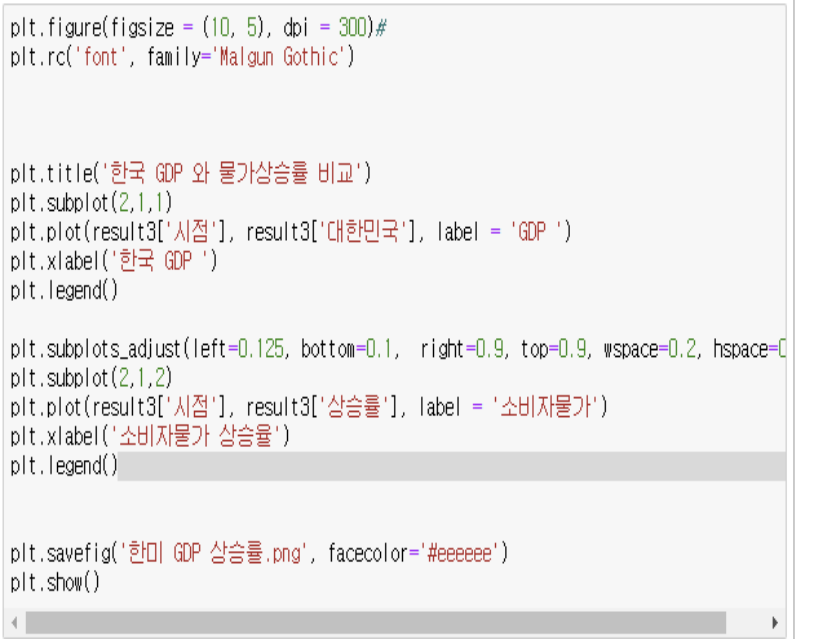 plt.figure(figsize = (10, 5), dpi = 300)#
plt.rc('font', family='Malgun Gothic')
plt.title('한국 GDP 와 물가상승률 비교')
plt.subplot(2,1,1)
plt.plot(result3['시점'], result3['대한민국'], label = 'GDP ')
plt.xlabel('한국 GDP ')
plt.legend()
plt.subplots_adjust(left=0.125, bottom=0.1,  right=0.9, top=0.9, wspace=0.2, hspace=0
plt.subplot(2,1,2)
plt.plot(result3['시점'], result3['상승률'], label = '소비자물가')
plt.xlabel('소비자물가 상승율')
plt.legend()
plt.savefig('한미 GDP 상승률.png', facecolor='#eeeeee')
plt.show()